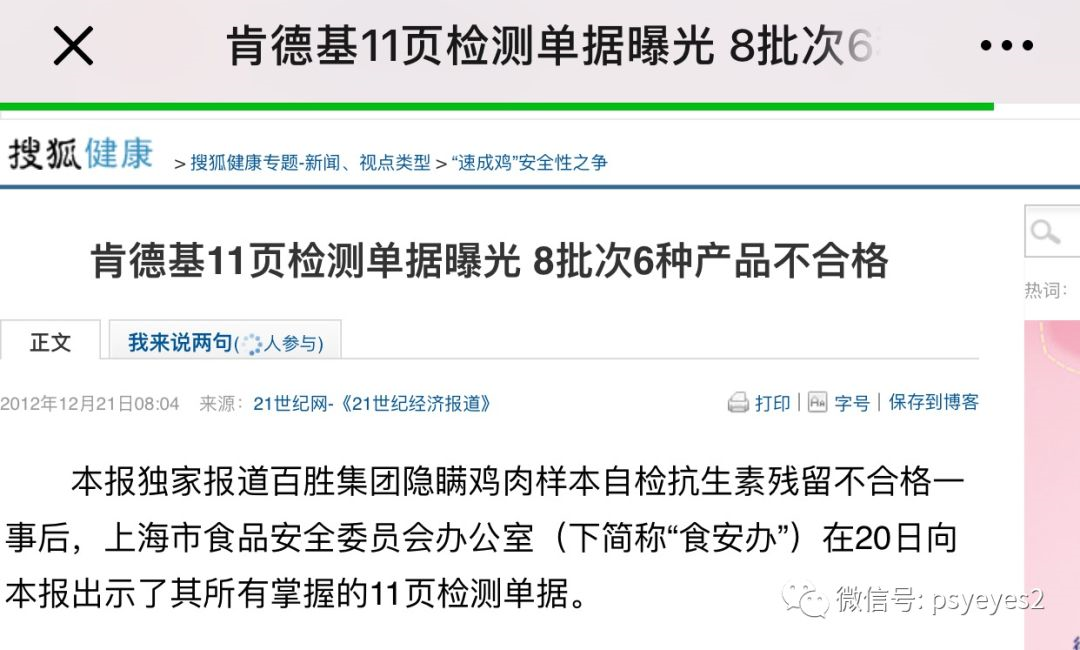 肯德基11页检测单据曝光 8批次6
搜狐健康 > 搜狐健康专题-新闻、视点类型 > “速成鸡”安全性之争
肯德基11页检测单据曝光 8批次6种产品不合格
热词：
正文 我来说两句(人参与)
2012年12月21日08:04 来源：21世纪网-《21世纪经济报道》 打印 | 字号 | 保存到博客
本报独家报道百胜集团隐瞒鸡肉样本自检抗生素残留不合格一
事后，上海市食品安全委员会办公室（下简称“食安办”）在20日向
本报出示了其所有掌握的11页检测单据。
微信号: psyeyes2